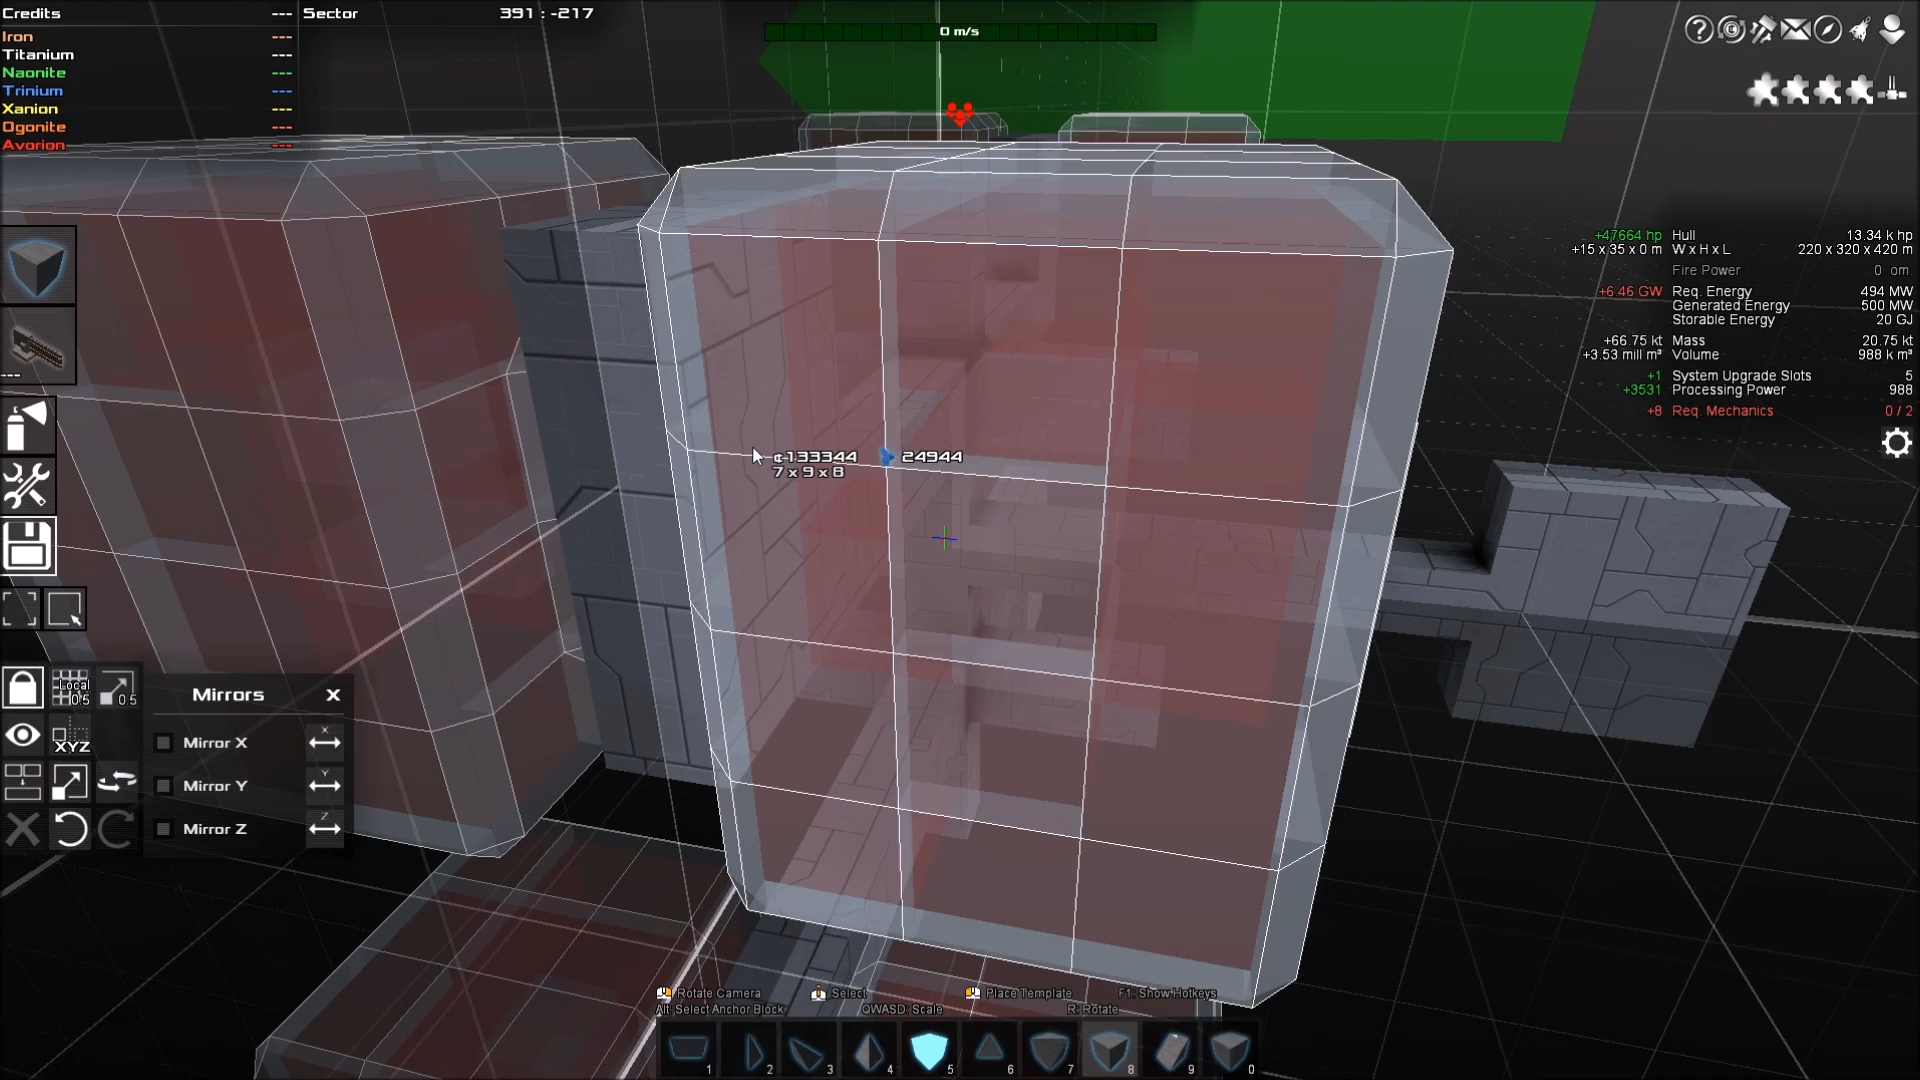 Credits --- Sector 391 : -217
Iron ---
Titanium ---
Naonite ---
Trinium ---
Xanion ---
Ogonite ---
Avorion ---
0 m/s
+47664 hp Hull 13.34 k hp
+15 x 35 x 0 m W x H x L 220 x 320 x 420 m
Fire Power 0 om.
+6.46 GW Req. Energy 494 MW
Generated Energy 500 MW
Storable Energy 20 GJ
+66.75 kt Mass 20.75 kt
+3.53 mill m³ Volume 988 k m³
+1 System Upgrade Slots 5
+3531 Processing Power 988
+8 Req. Mechanics 0 / 2
---
¢133344 24944
7 x 9 x 8
Local
0.5
0.5
XYZ
Mirrors X
Mirror X X
Mirror Y Y
Mirror Z Z
Rotate Camera Select Place Template F1: Show Hotkeys
Alt: Select Anchor Block QWASD: Scale R: Rotate
1 2 3 4 5 6 7 8 9 0